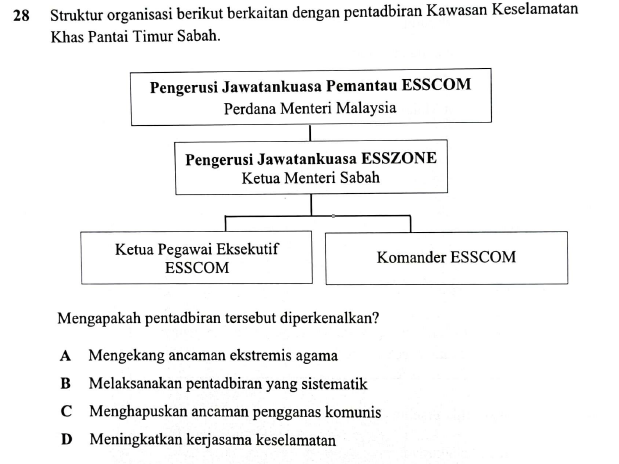 28 Struktur organisasi berikut berkaitan dengan pentadbiran Kawasan Keselamatan
Khas Pantai Timur Sabah.
Pengerusi Jawatankuasa Pemantau ESSCOM
Perdana Menteri Malaysia
Pengerusi Jawatankuasa ESSZONE
Ketua Menteri Sabah
Ketua Pegawai Eksekutif
ESSCOM
Komander ESSCOM
Mengapakah pentadbiran tersebut diperkenalkan?
A Mengekang ancaman ekstremis agama
B Melaksanakan pentadbiran yang sistematik
C Menghapuskan ancaman pengganas komunis
D Meningkatkan kerjasama keselamatan